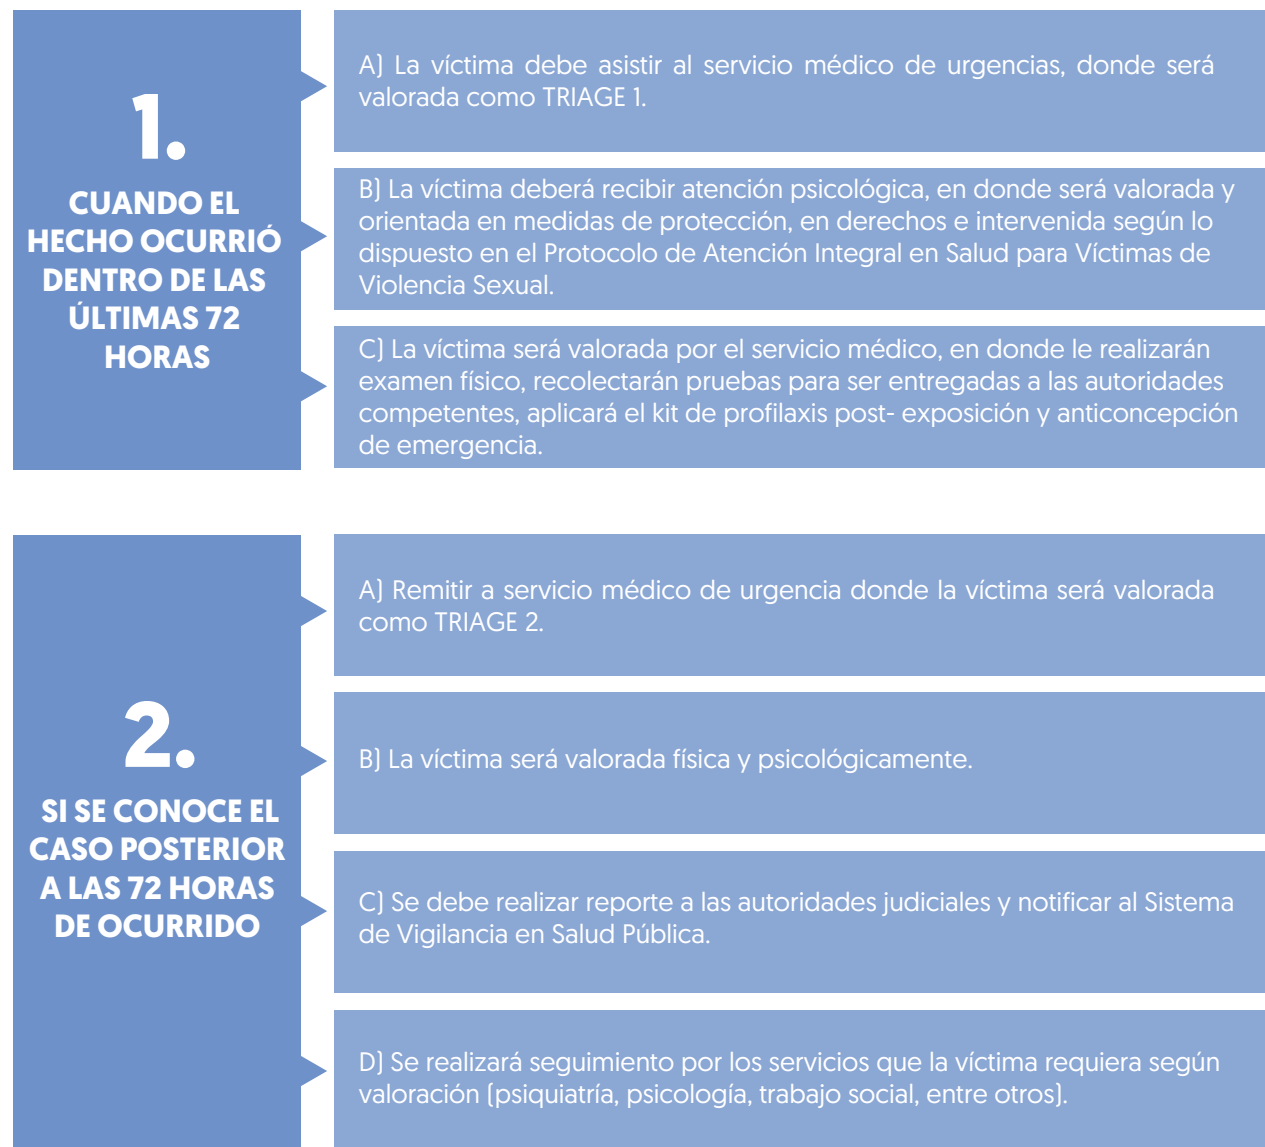 1.
CUANDO EL
HECHO OCURRIÓ
DENTRO DE LAS
ÚLTIMAS 72
HORAS
A) La víctima debe asistir al servicio médico de urgencias, donde será
valorada como TRIAGE 1.
B) La víctima deberá recibir atención psicológica, en donde será valorada y
orientada en medidas de protección, en derechos e intervenida según lo
dispuesto en el Protocolo de Atención Integral en Salud para Víctimas de
Violencia Sexual.
C) La víctima será valorada por el servicio médico, en donde le realizarán
examen físico, recolectarán pruebas para ser entregadas a las autoridades
competentes, aplicará el kit de profilaxis post- exposición y anticoncepción
de emergencia.
2.
SI SE CONOCE EL
CASO POSTERIOR
A LAS 72 HORAS
DE OCURRIDO
A) Remitir a servicio médico de urgencia donde la víctima será valorada
como TRIAGE 2.
B) La víctima será valorada física y psicológicamente.
C) Se debe realizar reporte a las autoridades judiciales y notificar al Sistema
de Vigilancia en Salud Pública.
D) Se realizará seguimiento por los servicios que la víctima requiera según
valoración (psiquiatría, psicología, trabajo social, entre otros).